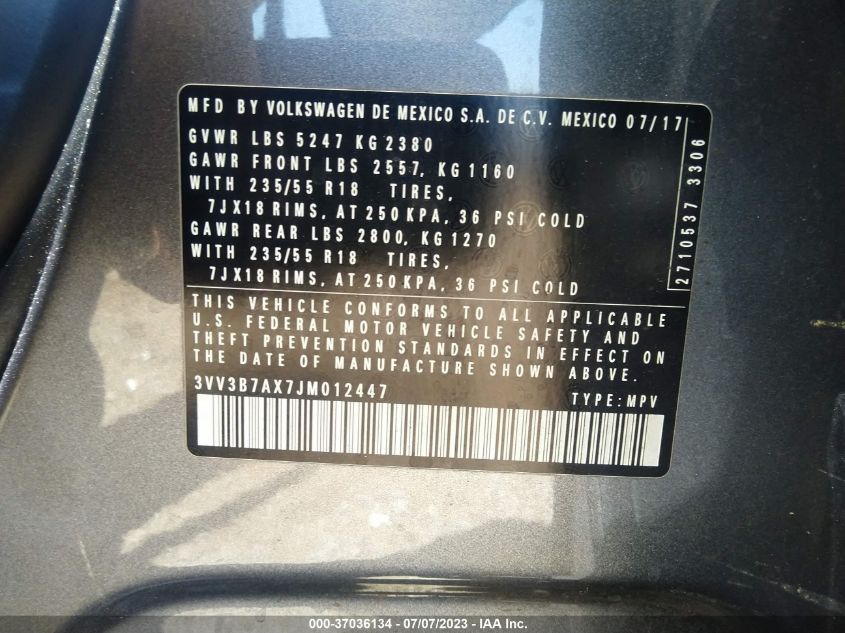 MFD BY VOLKSWAGEN DE MEXICO S.A. DE C.V. MEXICO 07/17
GVWR LBS 5247 KG 2380
GAWR FRONT LBS 2557, KG 1160
WITH 235/55 R18 TIRES,
7JX18 RIMS, AT 250 KPA, 36 PSI COLD
GAWR REAR LBS 2800, KG 1270
WITH 235/55 R18 TIRES,
7JX18 RIMS, AT 250 KPA, 36 PSI COLD
2710537 3306
THIS VEHICLE CONFORMS TO ALL APPLICABLE
U.S. FEDERAL MOTOR VEHICLE SAFETY AND
THEFT PREVENTION STANDARDS IN EFFECT ON
THE DATE OF MANUFACTURE SHOWN ABOVE.
3VV3B7AX7JM012447 TYPE:MPV
000-37036134 - 07/07/2023 - IAA Inc.